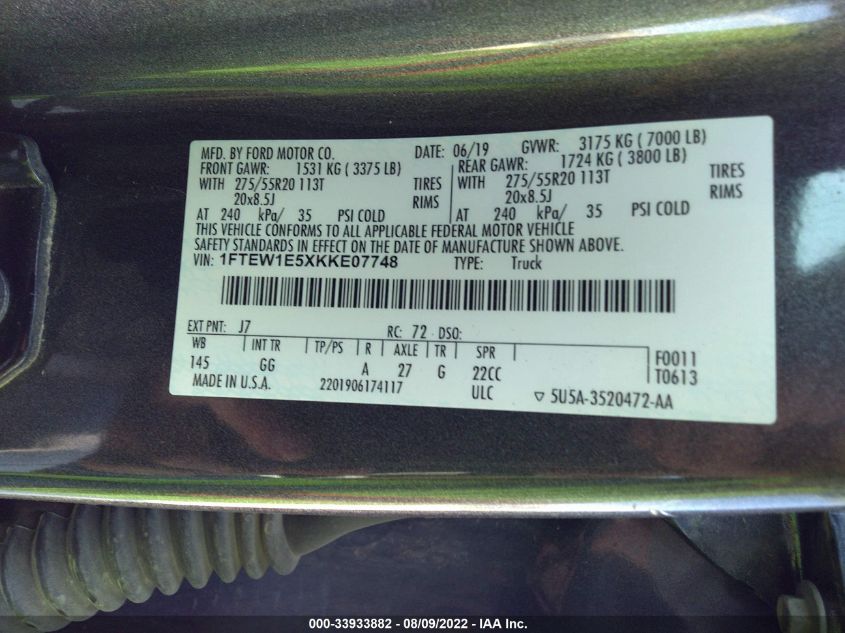 MFD. BY FORD MOTOR CO. DATE: 06/19 GVWR: 3175 KG ( 7000 LB)
FRONT GAWR: 1531 KG ( 3375 LB) REAR GAWR: 1724 KG ( 3800 LB)
WITH 275/55R20 113T TIRES WITH 275/55R20 113T TIRES
20x8.5J RIMS 20x8.5J RIMS
AT 240 kPa/ 35 PSI COLD AT 240 kPa/ 35 PSI COLD
THIS VEHICLE CONFORMS TO ALL APPLICABLE FEDERAL MOTOR VEHICLE
SAFETY STANDARDS IN EFFECT ON THE DATE OF MANUFACTURE SHOWN ABOVE.
VIN: 1FTEW1E5XKKE07748 TYPE: Truck
EXT PNT: J7 RC: 72 DSO:
WB INT TR TP/PS R AXLE TR SPR F0011
145 GG A 27 G 22CC T0613
MADE IN U.S.A. 2201906174117 ULC ▽ 5U5A-3520472-AA
000-33933882 - 08/09/2022 - IAA Inc.